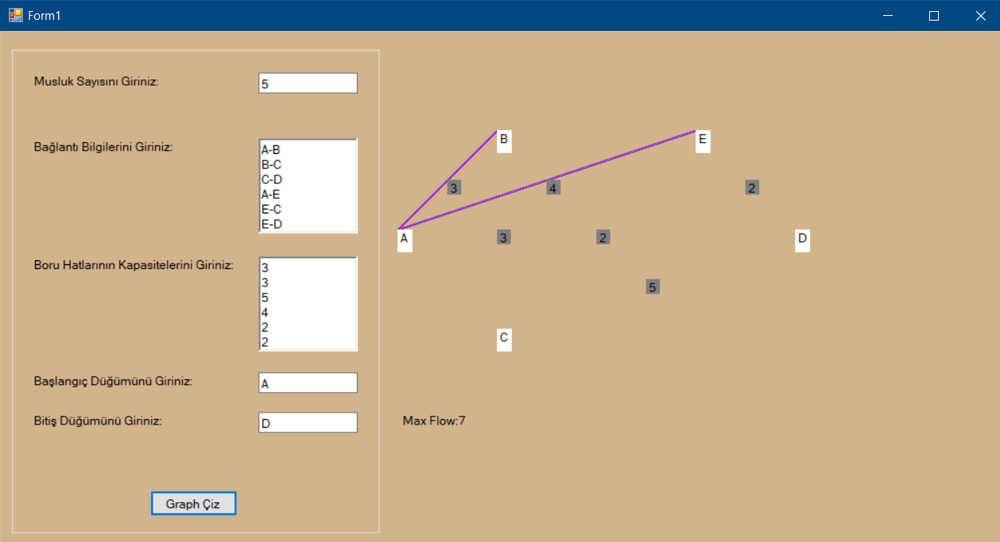 Form1
Musluk Sayısını Giriniz:
5
Bağlantı Bilgilerini Giriniz:
A-B
B-C
C-D
A-E
E-C
E-D
Boru Hatlarının Kapasitelerini Giriniz:
3
3
5
4
2
2
Başlangıç Düğümünü Giriniz:
A
Bitiş Düğümünü Giriniz:
D
Graph Çiz
B
E
3
4
2
A
3
2
D
5
C
Max Flow:7